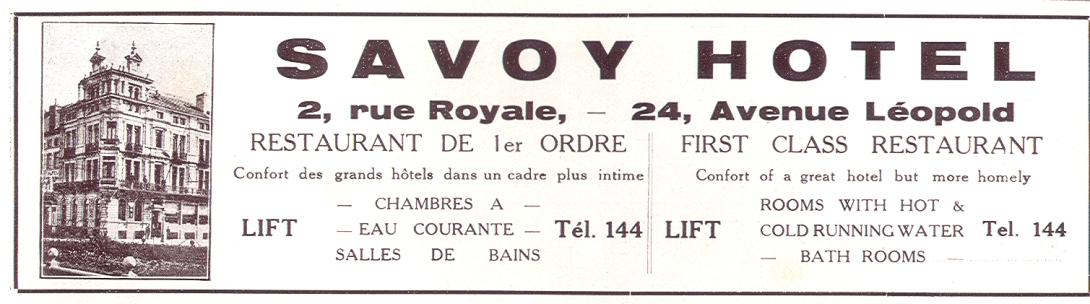 SAVOY HOTEL
2, rue Royale, – 24, Avenue Léopold
RESTAURANT DE 1er ORDRE
Confort des grands hôtels dans un cadre plus intime
LIFT
— CHAMBRES A —
— EAU COURANTE —
SALLES DE BAINS
Tél. 144
FIRST CLASS RESTAURANT
Confort of a great hotel but more homely
LIFT
ROOMS WITH HOT &
COLD RUNNING WATER
— BATH ROOMS —
Tel. 144